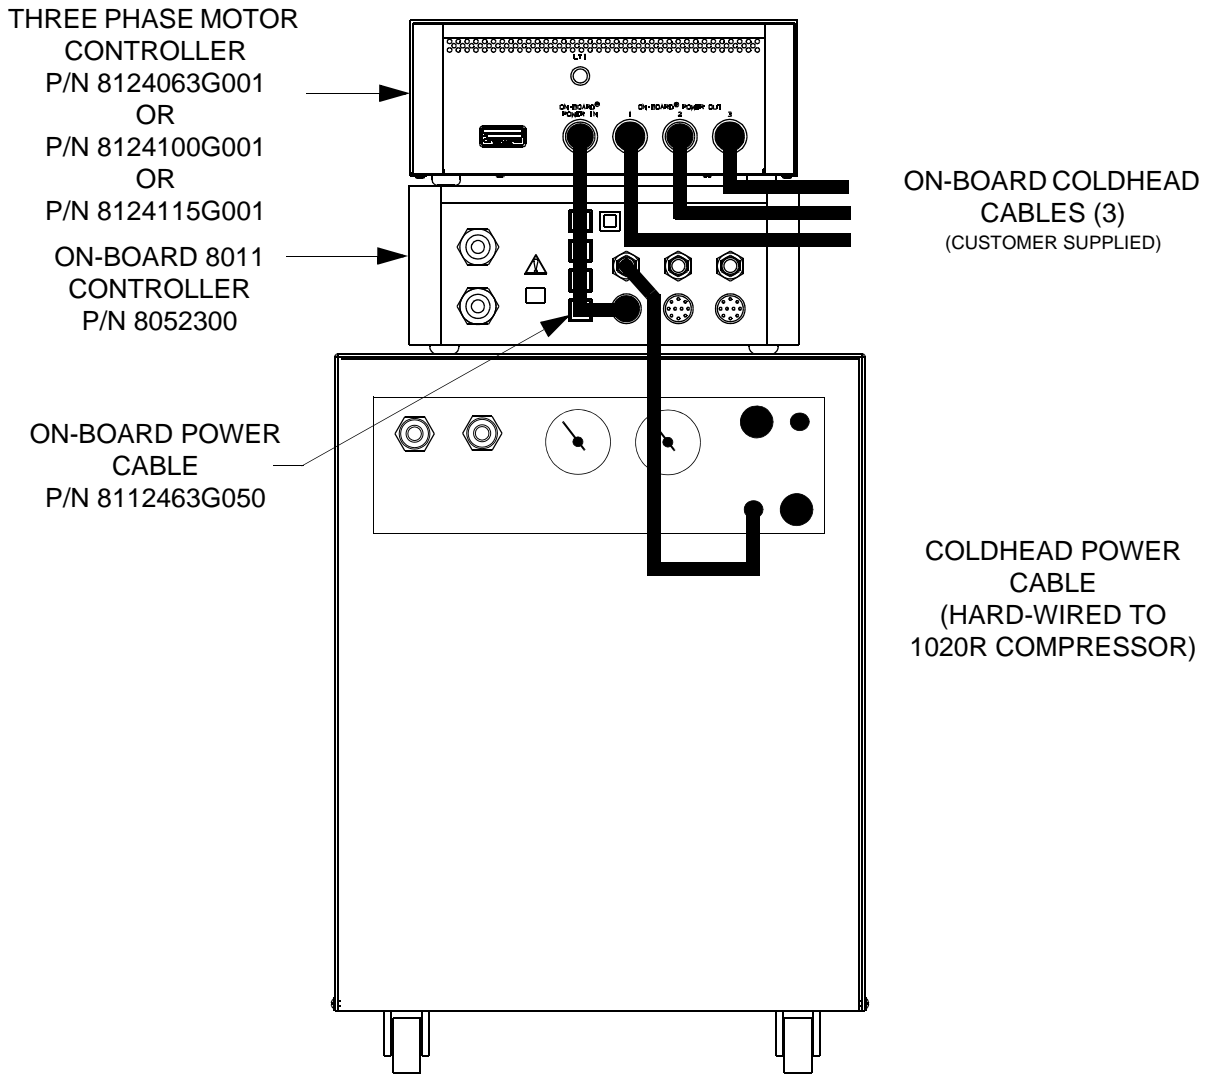 THREE PHASE MOTOR
CONTROLLER
P/N 8124063G001
OR
P/N 8124100G001
OR
P/N 8124115G001
ON-BOARD 8011
CONTROLLER
P/N 8052300
ON-BOARD POWER
CABLE
P/N 8112463G050
LTI
ON-BOARD®
POWER IN
ON-BOARD® POWER OUT
1 2 3
ON-BOARD COLDHEAD
CABLES (3)
(CUSTOMER SUPPLIED)
COLDHEAD POWER
CABLE
(HARD-WIRED TO
1020R COMPRESSOR)